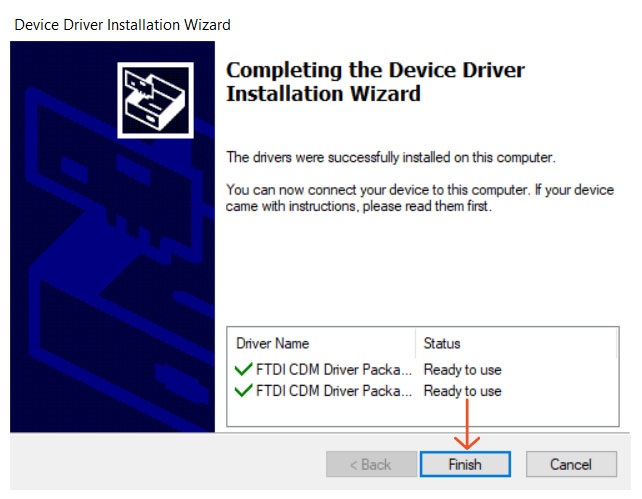 Device Driver Installation Wizard
Completing the Device Driver
Installation Wizard
The drivers were successfully installed on this computer.
You can now connect your device to this computer. If your device
came with instructions, please read them first.
Driver Name Status
FTDI CDM Driver Packa... Ready to use
FTDI CDM Driver Packa... Ready to use
< Back Finish Cancel